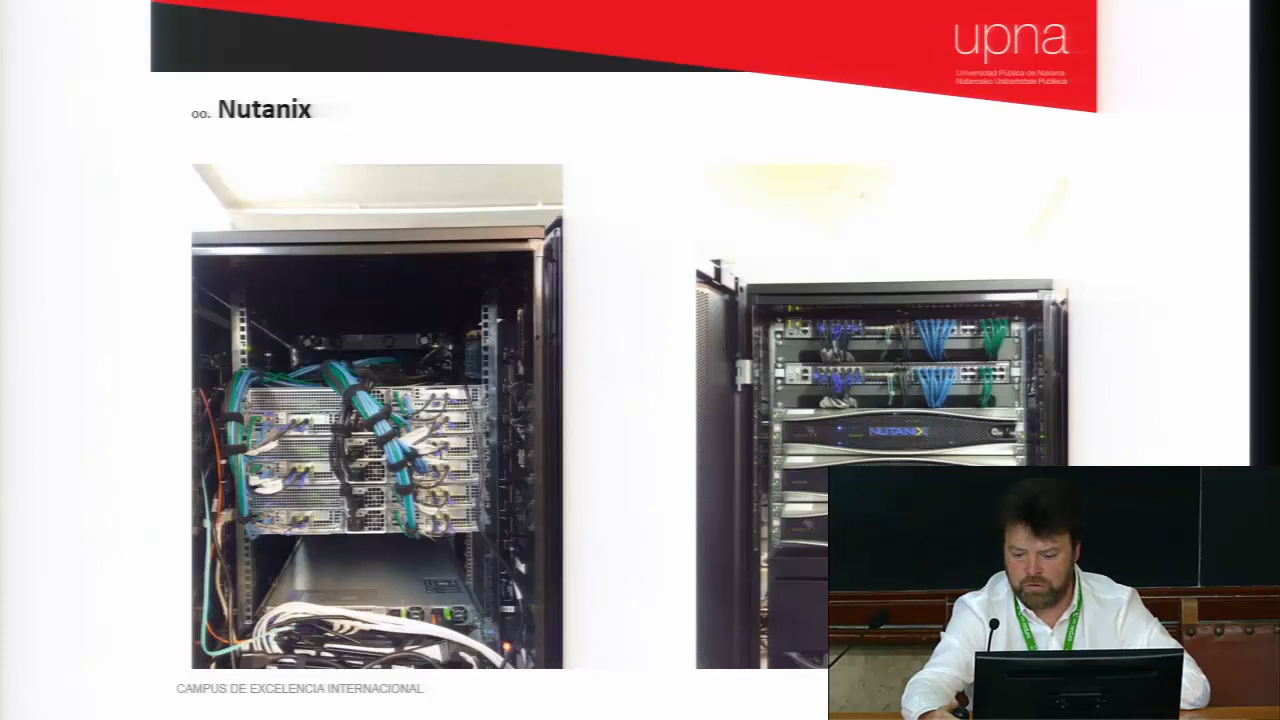 upna
Universidad Pública de Navarra
Nafarroako Unibertsitate Publikoa
oo. Nutanix
NUTANIX
CAMPUS DE EXCELENCIA INTERNACIONAL